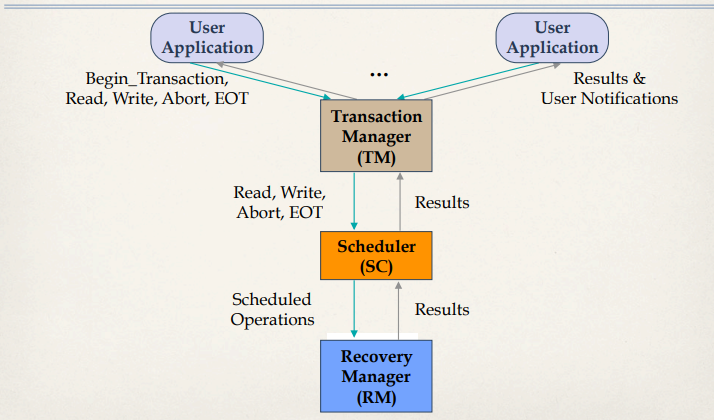 User
Application
User
Application
...
Begin_Transaction,
Read, Write, Abort, EOT
Results &
User Notifications
Transaction
Manager
(TM)
Read, Write,
Abort, EOT
Results
Scheduler
(SC)
Scheduled
Operations
Results
Recovery
Manager
(RM)